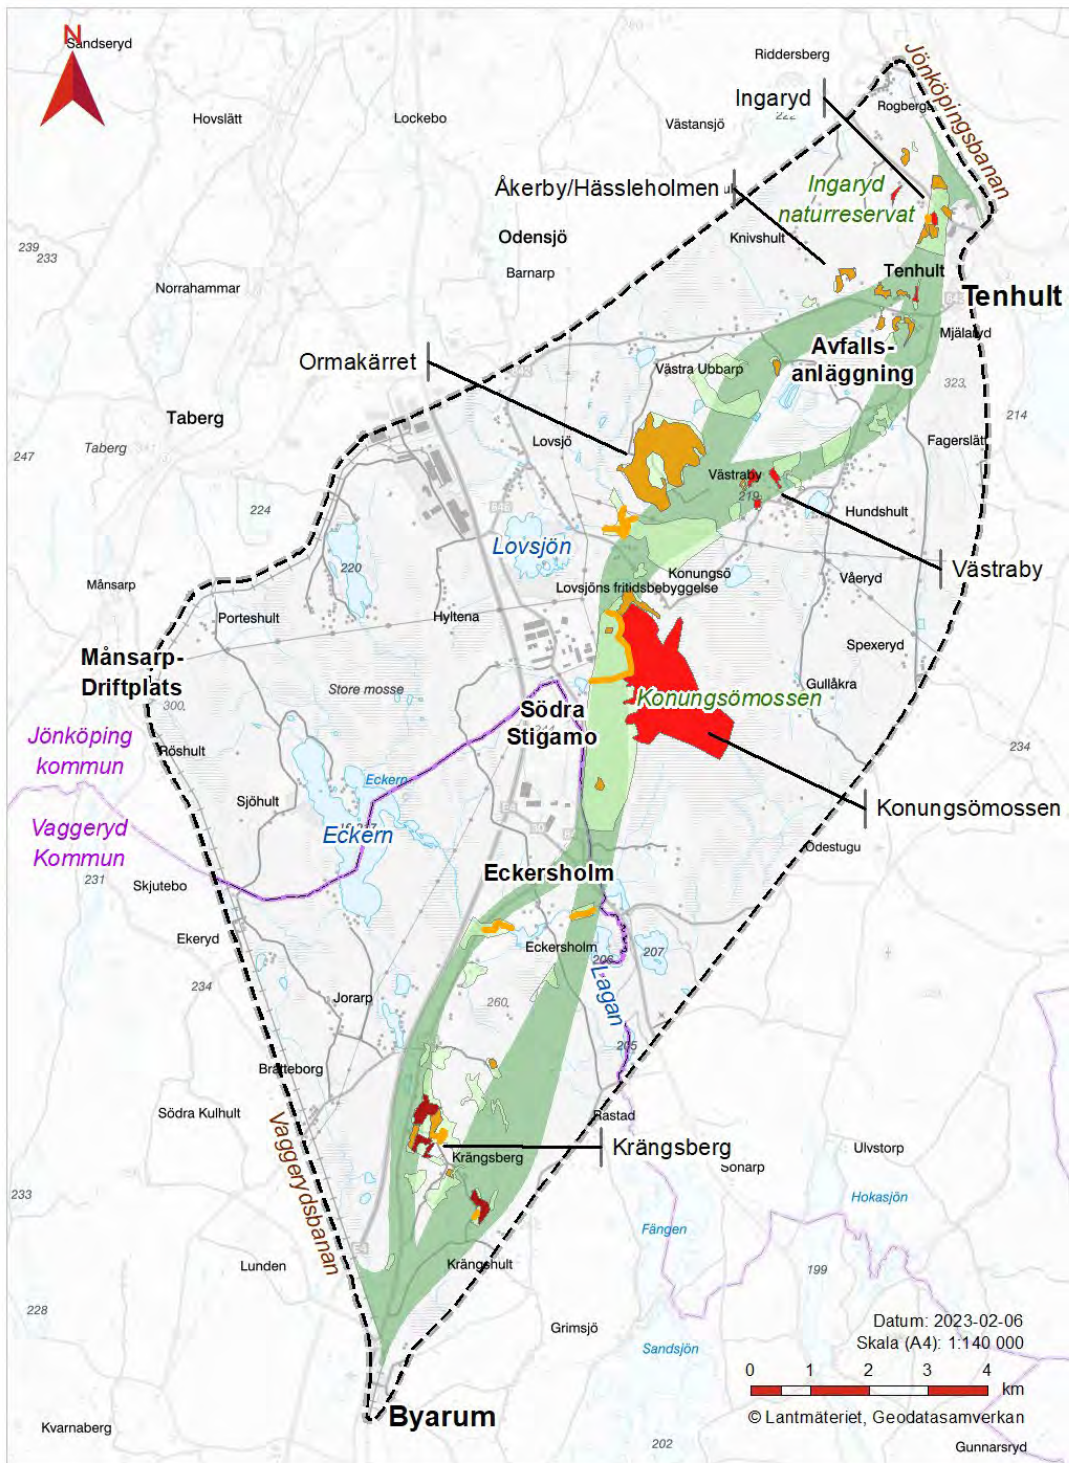 N
Sandseryd
Hovslätt
Lockebo
Riddersberg
Jönköpingsbanan
Ingaryd
Rogberga
Västansjö
222
Åkerby/Hässleholmen
Ingaryd
naturreservat
239
233
Odensjö
Knivshult
Barnarp
Tenhult
Norrahammar
Tenhult
Mjälaryd
Avfalls-
anläggning
Ormakärret
Västra Ubbarp
323
214
Taberg
Fagerslätt
Taberg
Lovsjö
247
Västraby
219
224
846
Hundshult
Lovsjön
220
Konungsö
Västraby
Våeryd
Månsarp
Lovsjöns fritidsbebyggelse
Porteshult
Hyltena
Spexeryd
Månsarp-
Driftplats
Store mosse
Gullåkra
Konungsömossen
300
Södra
Stigamo
Jönköping
kommun
Röshult
234
Eckern
Sjöhult
E4
Konungsömossen
Vaggeryd
Kommun
Eckern
Odestugu
231
Skjutebo
Eckersholm
Ekeryd
Eckersholm
206
207
234
Lagan
Jorarp
260
205
Bratteborg
Södra Kulhult
Rastad
Vaggerydsbanan
Krängsberg
Krängsberg
Ulvstorp
Sonarp
233
Hokasjön
Fängen
E4
Lunden
Krängshult
199
228
Grimsjö
Datum: 2023-02-06
Sandsjön
Skala (A4): 1:140 000
0 1 2 3 4
km
Byarum
© Lantmäteriet, Geodatasamverkan
Kvarnaberg
202
Gunnarsryd